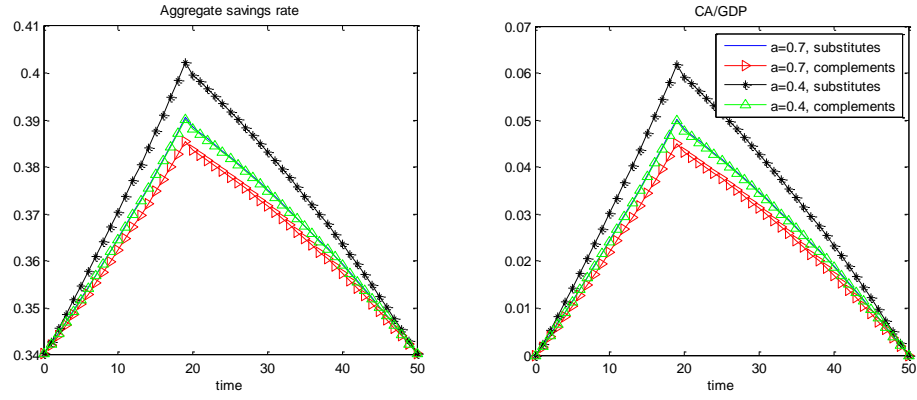 Aggregate savings rate
0.41
0.4
0.39
0.38
0.37
0.36
0.35
0.34
0 10 20 30 40 50
time
CA/GDP
0.07
0.06
0.05
0.04
0.03
0.02
0.01
0
0 10 20 30 40 50
time
a=0.7, substitutes
a=0.7, complements
a=0.4, substitutes
a=0.4, complements